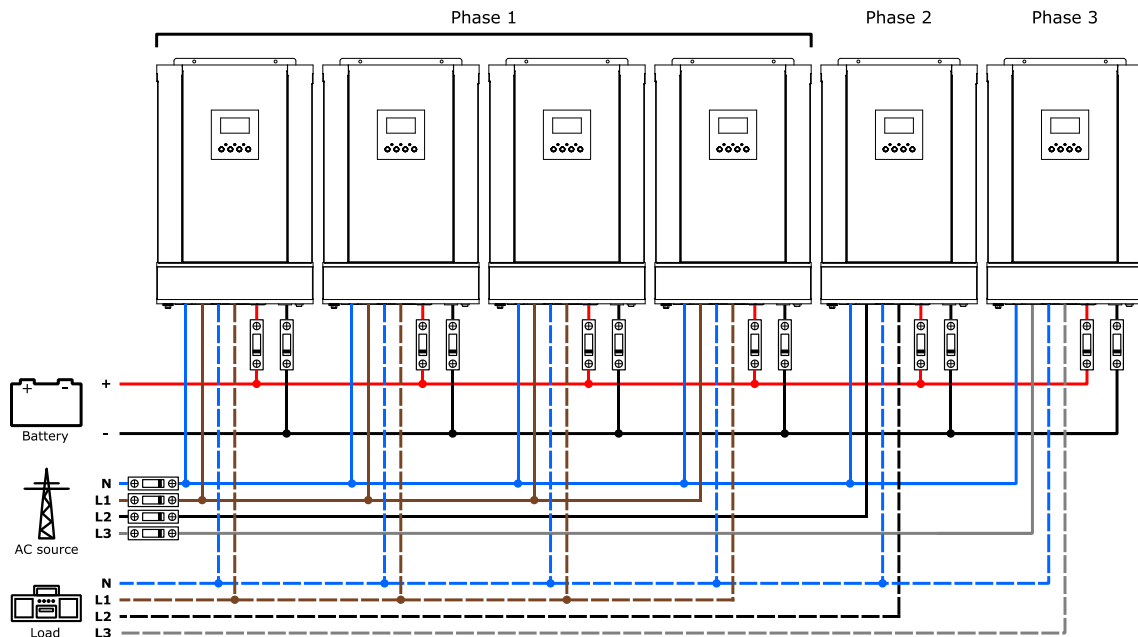 Phase 1
Phase 2
Phase 3
+
+ -
Battery
-
N
L1
L2
L3
AC source
N
L1
L2
L3
Load